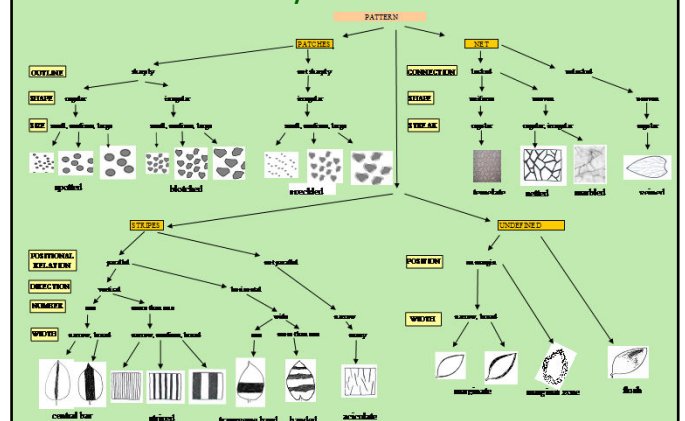 PATTERN
PATCHES
NET
OUTLINE
sharply
not sharply
CONNECTION
linked
SHAPE
regular
irregular
irregular
SHAPE
uniform
uneven
uneven
SIZE
small, medium, large
small, medium, large
small, medium, large
STREAK
regular
regular, irregular
regular
spotted
blotched
freckled
netted
marbled
veined
STRIPES
UNDEFINED
POSITIONAL
RELATION
parallel
not parallel
POSITION
on margin
DIRECTION
vertical
horizontal
NUMBER
one
more than one
wide
narrow
WIDTH
narrow, broad
narrow, medium, broad
one
more than one
many
WIDTH
narrow, broad
marginate
margined zone
flush
central bar
striped
transverse band
banded
aciculate